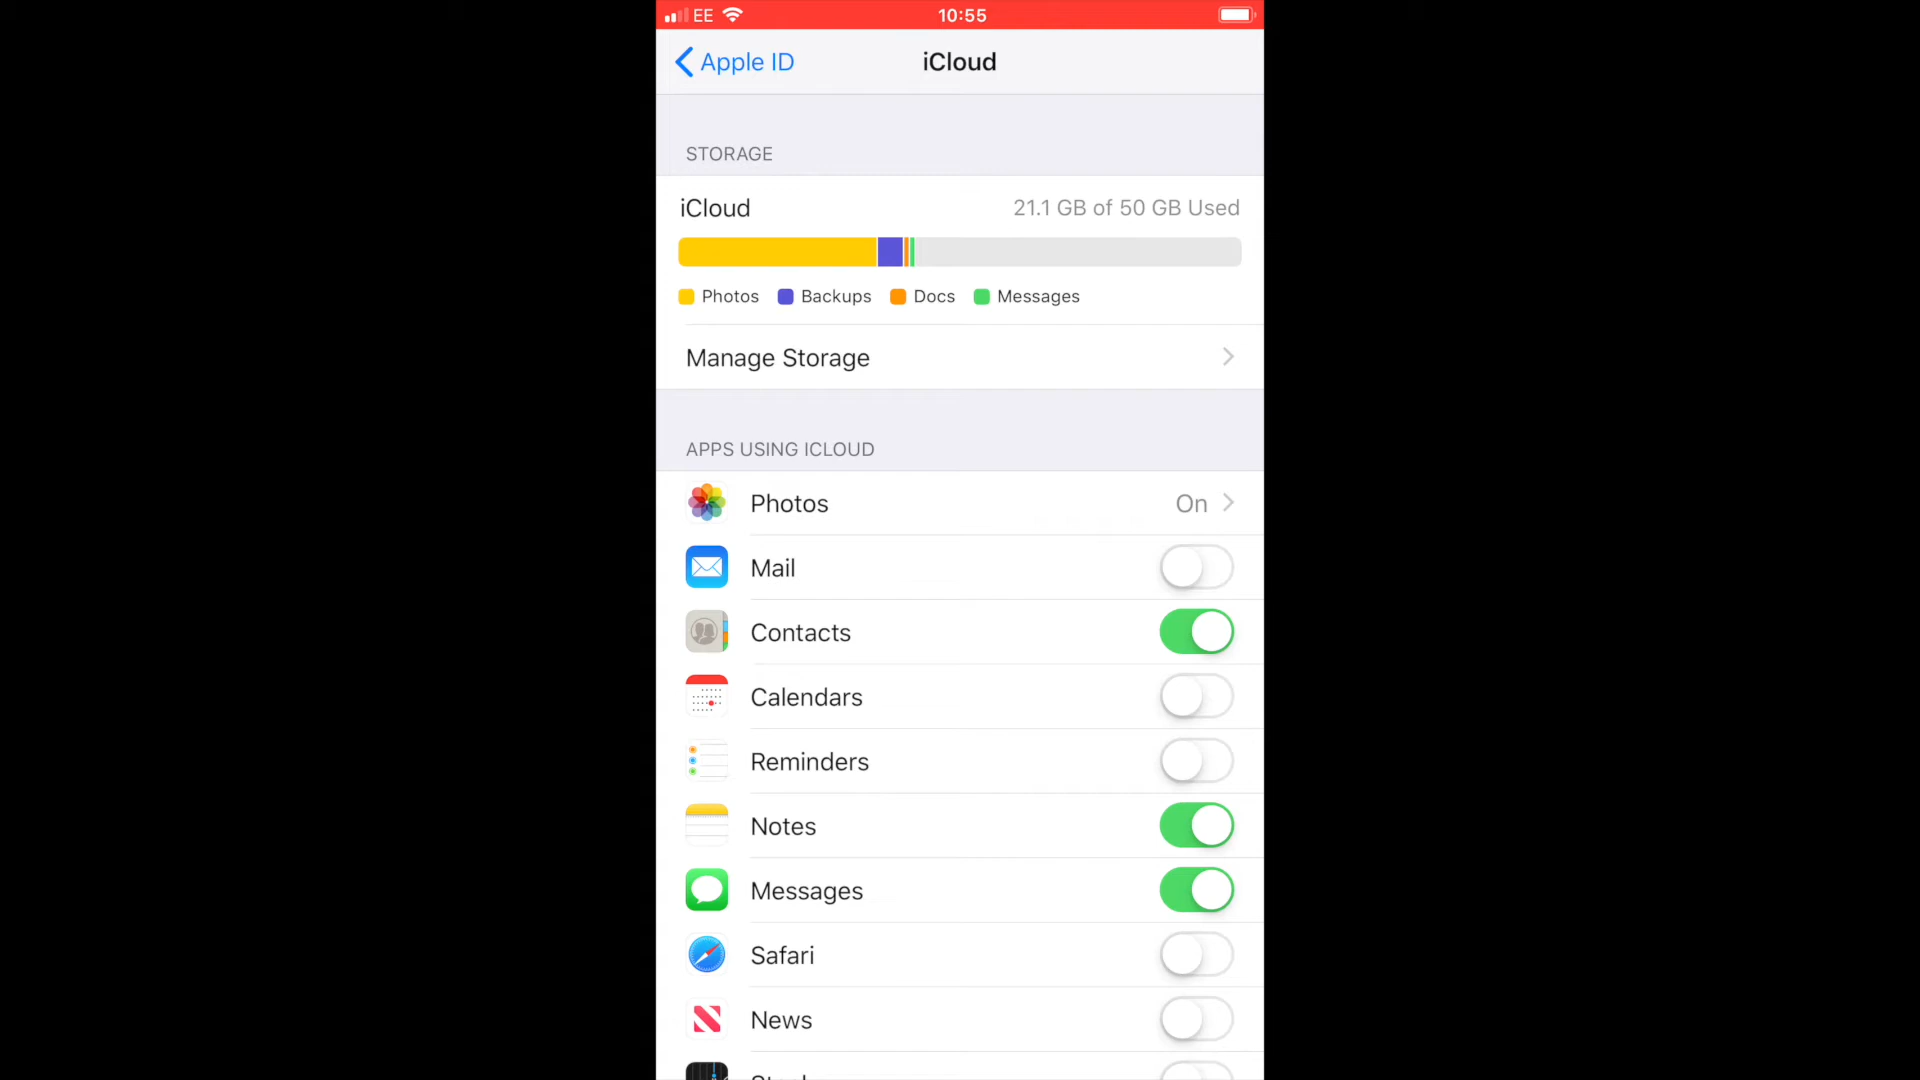 EE 10:55
Apple ID iCloud
STORAGE
iCloud 21.1 GB of 50 GB Used
Photos Backups Docs Messages
Manage Storage
APPS USING ICLOUD
Photos On
Mail
Contacts
Calendars
Reminders
Notes
Messages
Safari
News